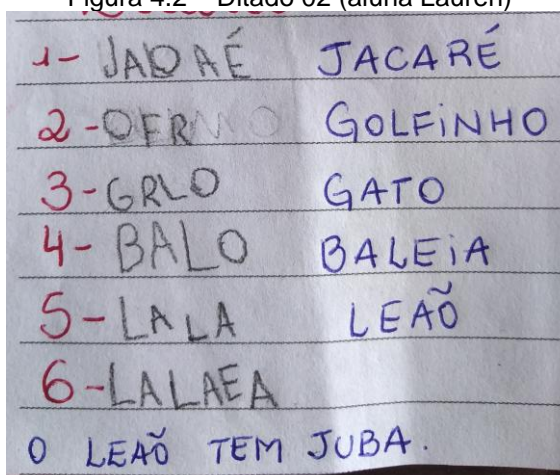 Figura 4.2 – Ditado 02 (aluna Lauren)
1- JADAÉ JACARÉ
2-OFRMO GOLFINHO
3-GRLO GATO
4- BALO BALEIA
5-LALA LEAÕ
6-LALAEA
O LEAÕ TEM JUBA.